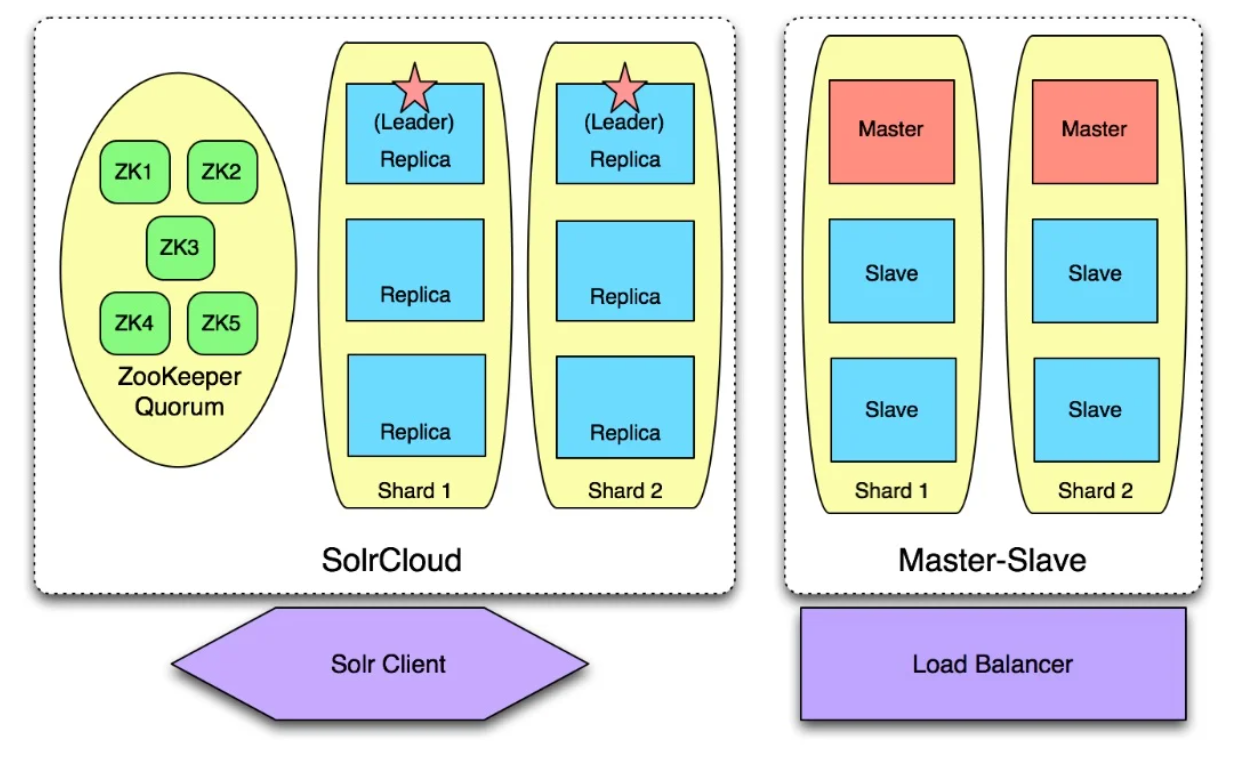 ZK1
ZK2
ZK3
ZK4
ZK5
ZooKeeper
Quorum
(Leader)
Replica
Replica
Replica
Shard 1
(Leader)
Replica
Replica
Replica
Shard 2
SolrCloud
Solr Client
Master
Slave
Slave
Shard 1
Master
Slave
Slave
Shard 2
Master-Slave
Load Balancer